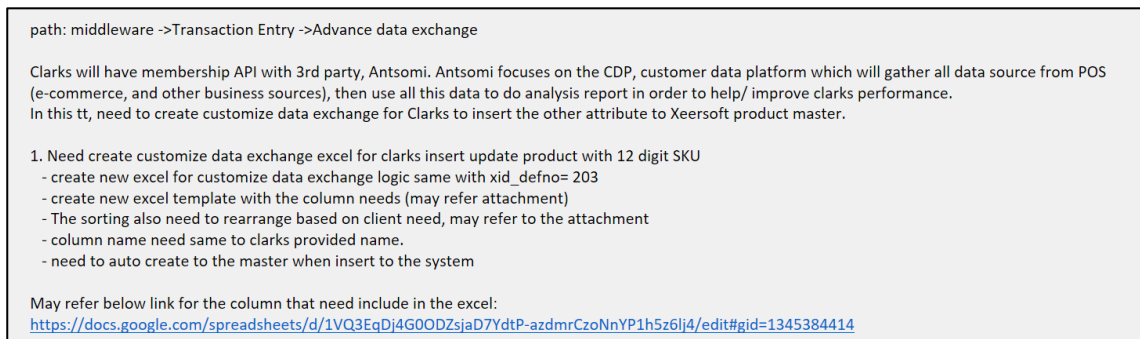 path: middleware ->Transaction Entry ->Advance data exchange
Clarks will have membership API with 3rd party, Antsomi. Antsomi focuses on the CDP, customer data platform which will gather all data source from POS
(e-commerce, and other business sources), then use all this data to do analysis report in order to help/ improve clarks performance.
In this tt, need to create customize data exchange for Clarks to insert the other attribute to Xeersoft product master.
1. Need create customize data exchange excel for clarks insert update product with 12 digit SKU
- create new excel for customize data exchange logic same with xid_defno= 203
- create new excel template with the column needs (may refer attachment)
- The sorting also need to rearrange based on client need, may refer to the attachment
- column name need same to clarks provided name.
- need to auto create to the master when insert to the system
May refer below link for the column that need include in the excel:
https://docs.google.com/spreadsheets/d/1VQ3EqDj4G0ODZsjaD7YdtP-azdmrCzoNnYP1h5z6lj4/edit#gid=1345384414